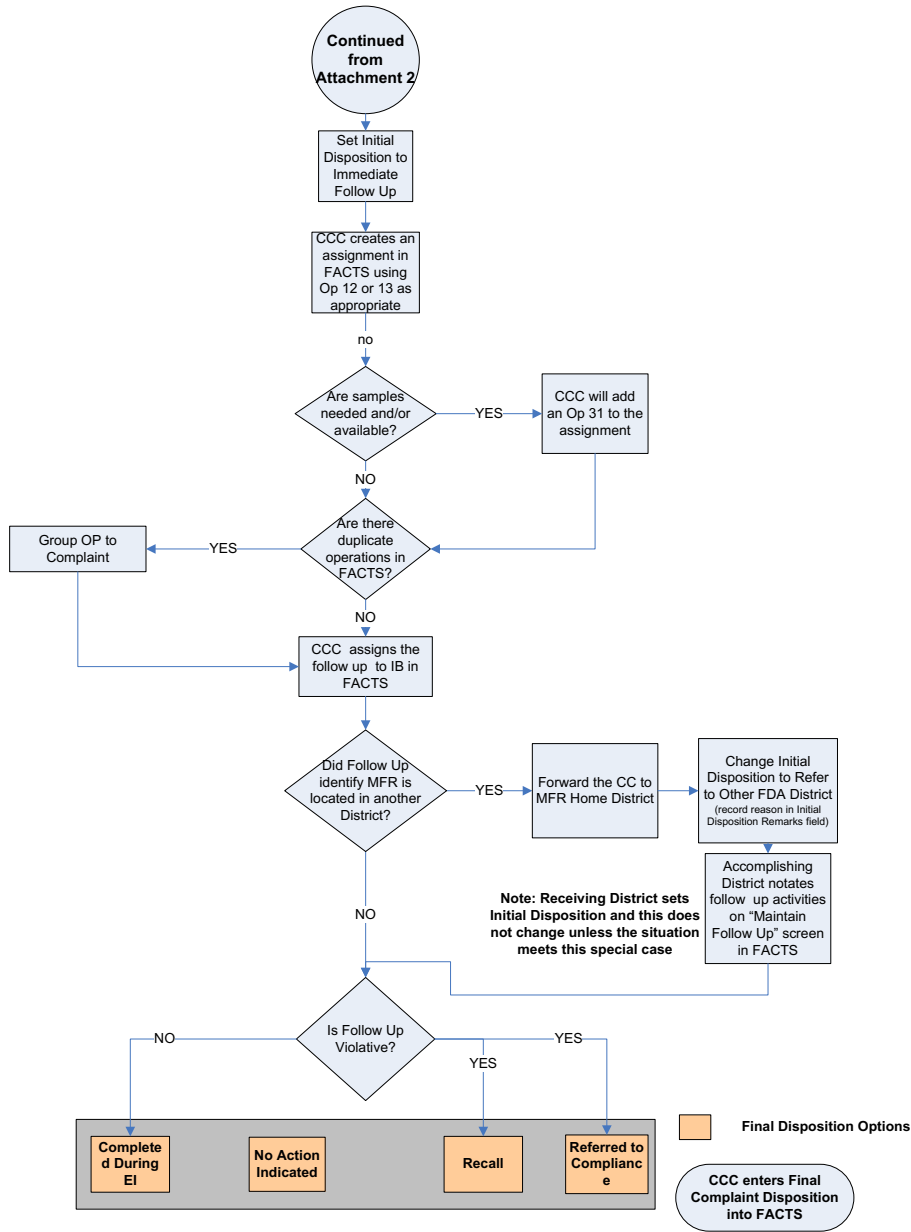 Continued
from
Attachment 2
Set Initial
Disposition to
Immediate
Follow Up
CCC creates an
assignment in
FACTS using
Op 12 or 13 as
appropriate
no
Are samples
needed and/or
available?
YES
CCC will add
an Op 31 to the
assignment
NO
Are there
duplicate
operations in
FACTS?
YES
Group OP to
Complaint
NO
CCC assigns the
follow up to IB in
FACTS
Did Follow Up
identify MFR is
located in another
District?
YES
Forward the CC to
MFR Home District
Change Initial
Disposition to Refer
to Other FDA District
(record reason in Initial
Disposition Remarks field)
Accomplishing
District notates
follow up activities
on “Maintain
Follow Up” screen
in FACTS
Note: Receiving District sets
Initial Disposition and this does
not change unless the situation
meets this special case
NO
Is Follow Up
Violative?
NO
YES
YES
Complete
d During
EI
No Action
Indicated
Recall
Referred to
Complianc
e
Final Disposition Options
CCC enters Final
Complaint Disposition
into FACTS